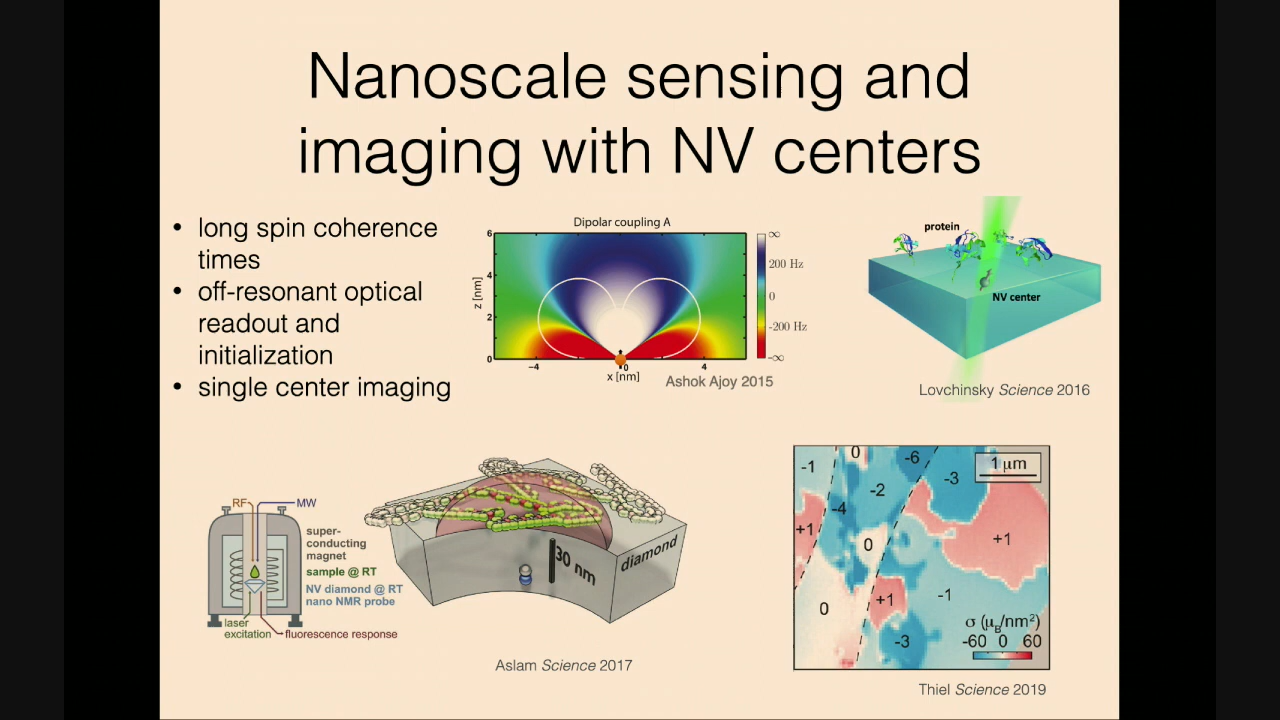 Nanoscale sensing and
imaging with NV centers
• long spin coherence
times
• off-resonant optical
readout and
initialization
• single center imaging
Dipolar coupling A
6
4
2
0
z [nm]
−4
0
4
x [nm]
∞
200 Hz
0
-200 Hz
-∞
Ashok Ajoy 2015
protein
NV center
Lovchinsky Science 2016
RF
MW
super-
conducting
magnet
sample @ RT
NV diamond @ RT
nano NMR probe
laser
excitation
fluorescence response
30 nm
diamond
Aslam Science 2017
-1
0
-6
-3
1 μm
-2
-4
+1
0
+1
-1
+1
0
-3
σ (μB/nm²)
-60 0 60
Thiel Science 2019